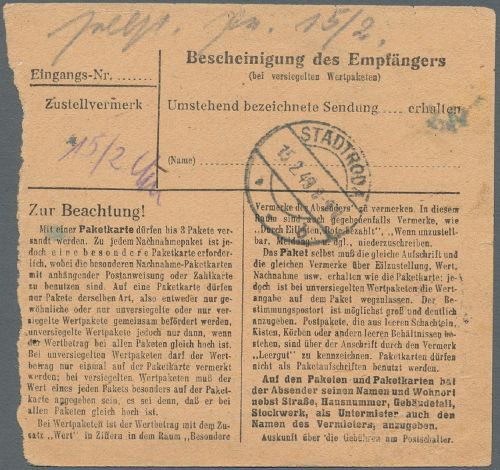 selbst. 15/2.
Bescheinigung des Empfängers
(bei versiegelten Wertpaketen)
Eingangs-Nr. ......
Zustellvermerk
Umstehend bezeichnete Sendung .... erhalten
15/2
(Name)
STADTRODA
15.2.49.8
b
Zur Beachtung!
Mit einer Paketkarte dürfen bis 3 Pakete ver-
sandt werden. Zu jedem Nachnahmepaket ist je-
doch eine besondere Paketkarte erforder-
lich, wobei die besonderen Nachnahme-Paketkarten
mit anhängender Postanweisung oder Zahlkarte
zu benutzen sind. Auf eine Paketkarte dürfen
nur Pakete derselben Art, also entweder nur ge-
wöhnliche oder nur unversiegelte oder nur ver-
siegelte Wertpakete gemeinsam befördert werden,
unversiegelte Wertpakete jedoch nur dann, wenn
der Wertbetrag bei allen Paketen gleich hoch ist.
Bei unversiegelten Wertpaketen darf der Wert-
betrag nur einmal auf der Paketkarte vermerkt
werden; bei versiegelten Wertpaketen muß der
Wert eines jeden Pakets besonders auf der Paket-
karte angegeben sein, es sei denn, daß er bei
allen Paketen gleich hoch ist.
Bei Wertpaketen ist der Wertbetrag mit dem Zu-
satz „Wert" in Ziffern in dem Raum „Besondere
Vermerke des Absenders" zu vermerken. In diesem
Raum sind auch gegebenenfalls Vermerke, wie
„Durch Eilboten", „bezahlt", „Wenn unzustell-
bar, Meldung" usw. niederzuschreiben.
Das Paket selbst muß die gleiche Aufschrift und
die gleichen Vermerke über Eilzustellung, Wert,
Nachnahme usw. erhalten wie die Paketkarte; je-
doch ist bei versiegelten Wertpaketen die Wert-
angabe auf dem Paket wegzulassen. Der Be-
stimmungspostort ist möglichst groß und deutlich
anzugeben. Postpakete, die aus leeren Schachteln,
Kisten, Körben oder andern leeren Behältnissen be-
stehen, sind über der Anschrift durch den Vermerk
„Leergut" zu kennzeichnen. Paketkarten dürfen
nicht als Paketaufschriften benutzt werden.
Auf den Paketen und Paketkarten hat
der Absender seinen Namen und Wohnort
nebst Straße, Hausnummer, Gebäudeteil,
Stockwerk, als Untermieter auch den
Namen des Vermieters, anzugeben.
Auskunft über die Gebühren am Postschalter.